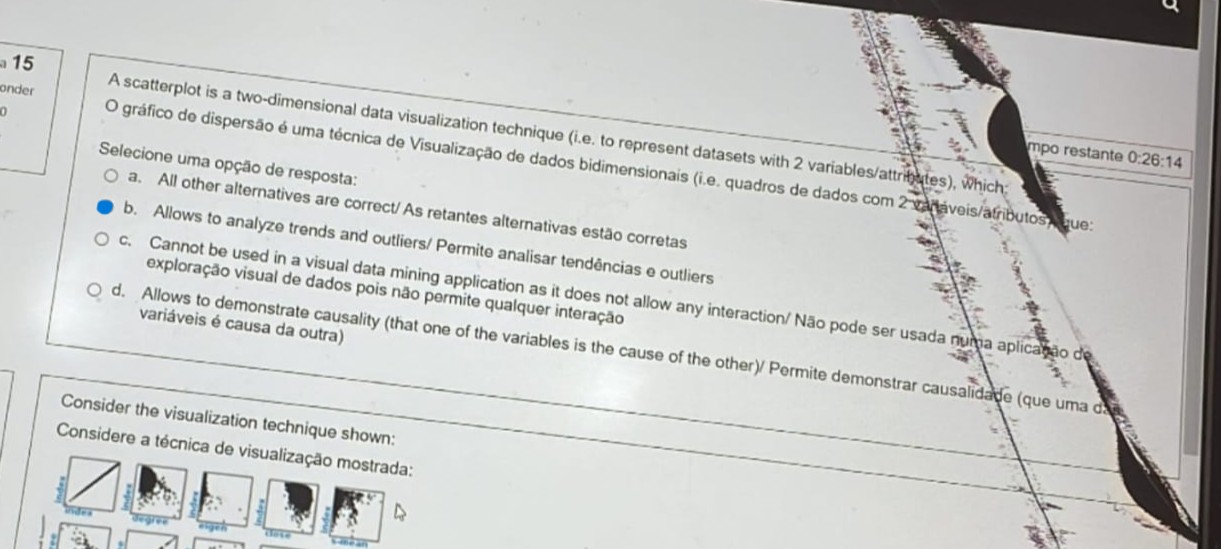 a 15
onder
0
mpo restante 0:26:14
A scatterplot is a two-dimensional data visualization technique (i.e. to represent datasets with 2 variables/attributes), which:
O gráfico de dispersão é uma técnica de Visualização de dados bidimensionais (i.e. quadros de dados com 2 variáveis/atributos), que:
Selecione uma opção de resposta:
a. All other alternatives are correct/ As retantes alternativas estão corretas
b. Allows to analyze trends and outliers/ Permite analisar tendências e outliers
c. Cannot be used in a visual data mining application as it does not allow any interaction/ Não pode ser usada numa aplicação de
exploração visual de dados pois não permite qualquer interação
d. Allows to demonstrate causality (that one of the variables is the cause of the other)/ Permite demonstrar causalidade (que uma da
variáveis é causa da outra)
Consider the visualization technique shown:
Considere a técnica de visualização mostrada:
index index index index index
index degree eigen close